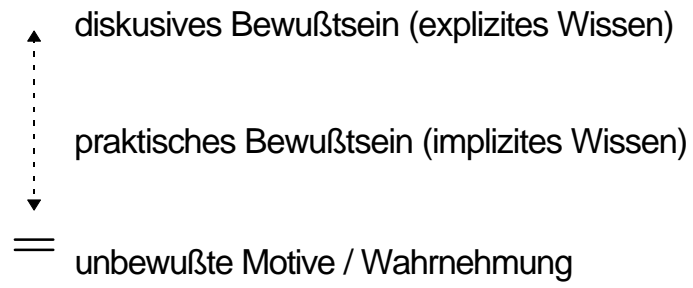 diskusives Bewußtsein (explizites Wissen)
praktisches Bewußtsein (implizites Wissen)
unbewußte Motive / Wahrnehmung